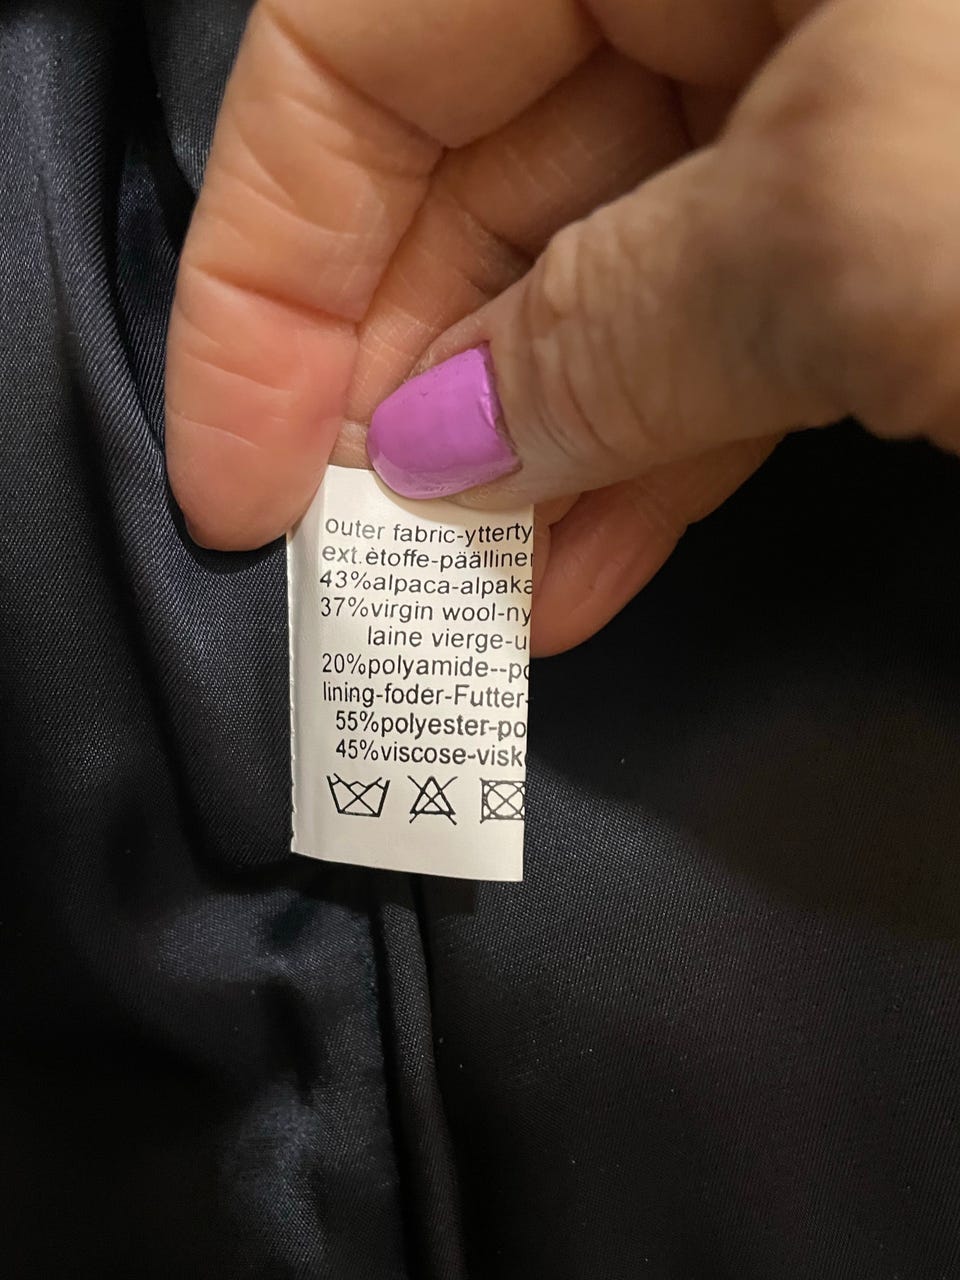 outer fabric-ytterty
ext.ètoffe-päälline
43%alpaca-alpaka
37%virgin wool-ny
laine vierge-u
20%polyamide--po
lining-foder-Futter-
55%polyester-po
45%viscose-visk